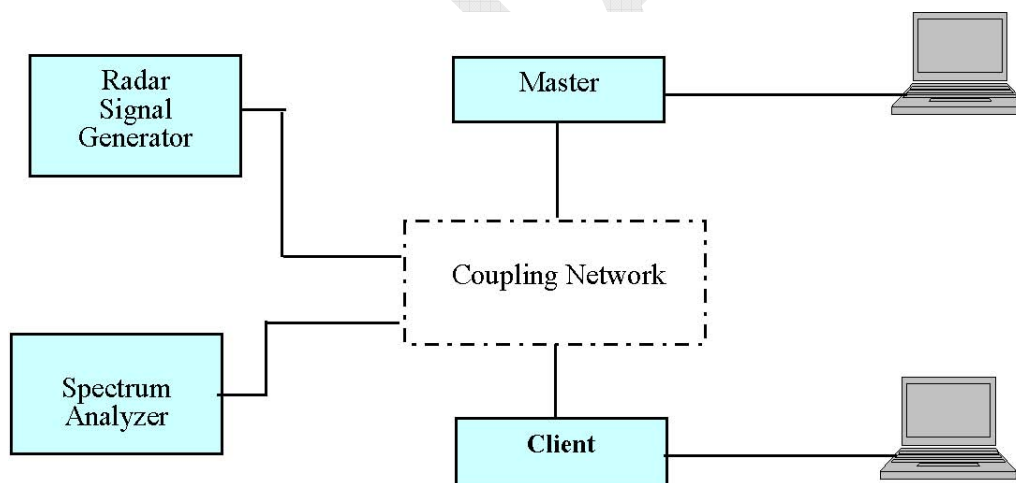 Radar
Signal
Generator
Master
Coupling Network
Spectrum
Analyzer
Client